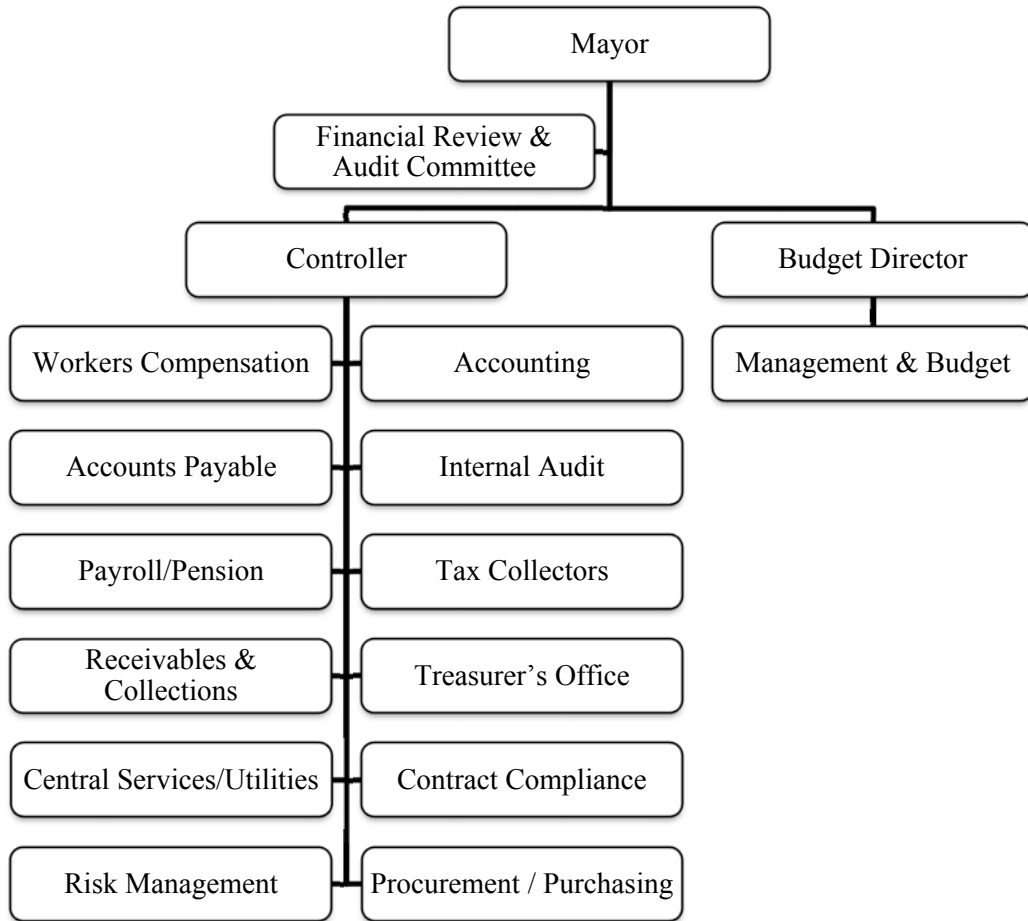 Mayor
Financial Review &
Audit Committee
Controller
Budget Director
Workers Compensation
Accounting
Management & Budget
Accounts Payable
Internal Audit
Payroll/Pension
Tax Collectors
Receivables &
Collections
Treasurer’s Office
Central Services/Utilities
Contract Compliance
Risk Management
Procurement / Purchasing